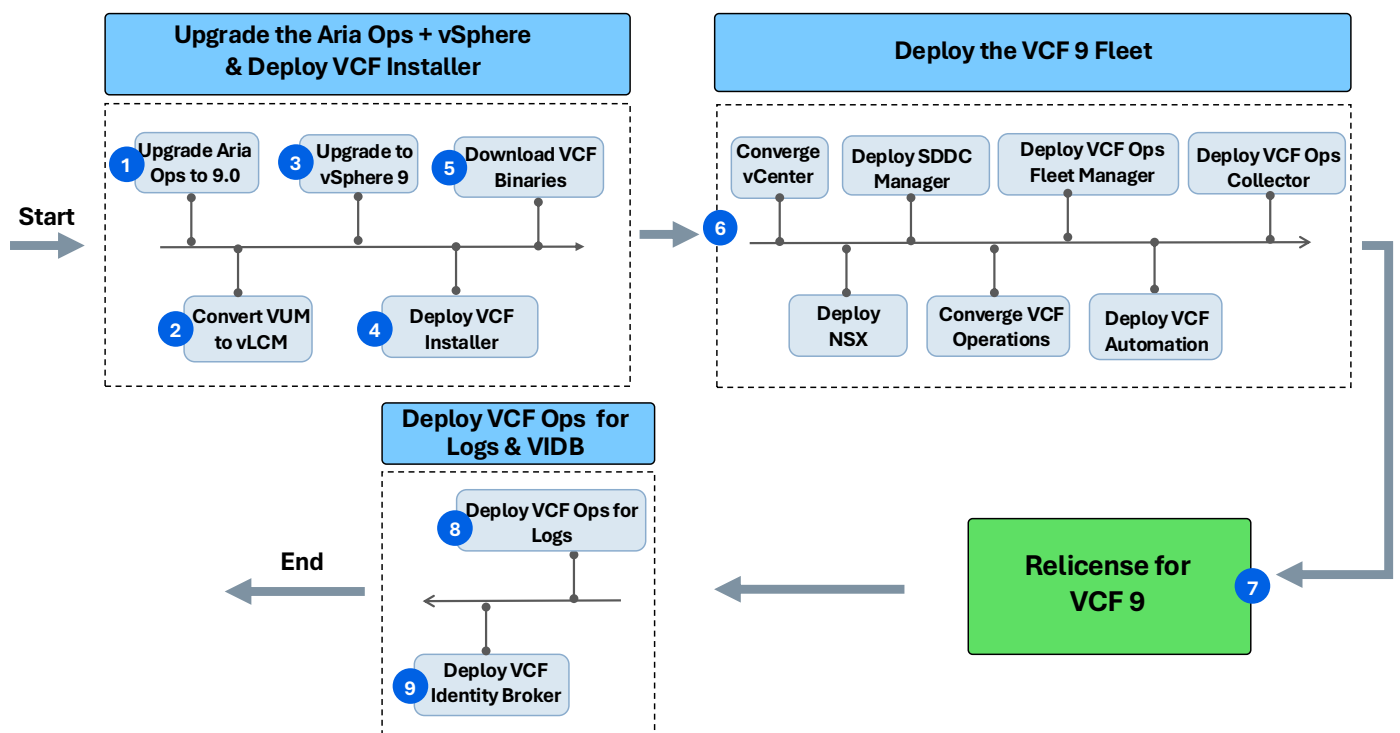 Upgrade the Aria Ops + vSphere
& Deploy VCF Installer
Deploy the VCF 9 Fleet
Start
1
Upgrade Aria
Ops to 9.0
3
Upgrade to
vSphere 9
5
Download VCF
Binaries
2
Convert VUM
to vLCM
4
Deploy VCF
Installer
6
Converge
vCenter
Deploy SDDC
Manager
Deploy VCF Ops
Fleet Manager
Deploy VCF Ops
Collector
Deploy
NSX
Converge VCF
Operations
Deploy VCF
Automation
Relicense for
VCF 9
7
Deploy VCF Ops for
Logs & VIDB
8
Deploy VCF Ops for
Logs
9
Deploy VCF
Identity Broker
End